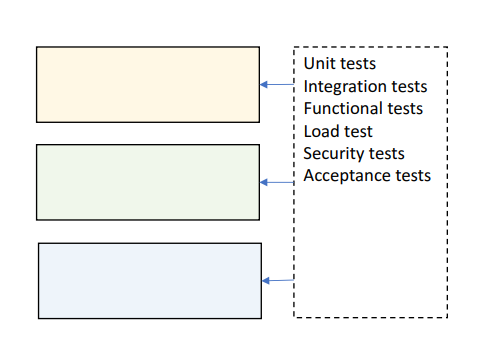 Unit tests
Integration tests
Functional tests
Load test
Security tests
Acceptance tests